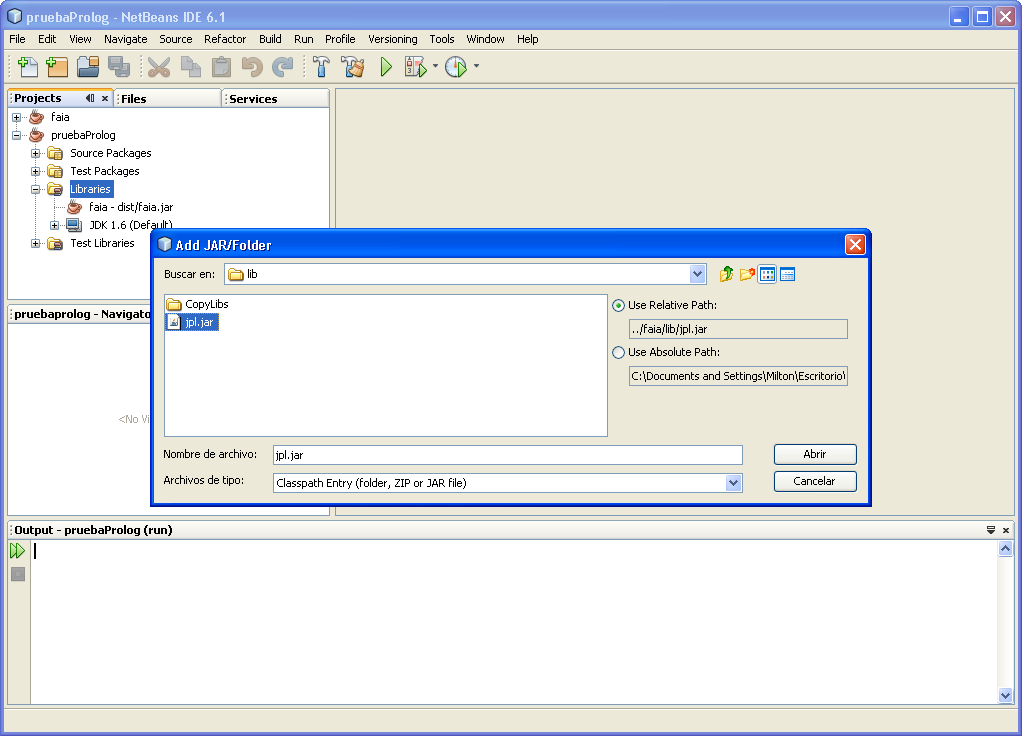 pruebaProlog - NetBeans IDE 6.1
File Edit View Navigate Source Refactor Build Run Profile Versioning Tools Window Help
Projects Files Services
faia
pruebaProlog
Source Packages
Test Packages
Libraries
faia - dist/faia.jar
JDK 1.6 (Default)
Test Libraries
pruebaprolog - Navigato
<No Vi
Add JAR/Folder
Buscar en: lib
CopyLibs
jpl.jar
Use Relative Path:
../faia/lib/jpl.jar
Use Absolute Path:
C:\Documents and Settings\Milton\Escritorio\
Nombre de archivo: jpl.jar Abrir
Archivos de tipo: Classpath Entry (folder, ZIP or JAR file) Cancelar
Output - pruebaProlog (run)